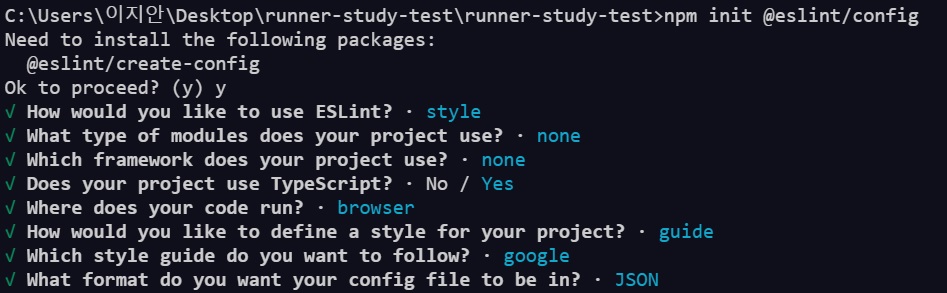 C:\Users\이지안\Desktop\runner-study-test\runner-study-test>npm init @eslint/config
Need to install the following packages:
  @eslint/create-config
Ok to proceed? (y) y
√ How would you like to use ESLint? · style
√ What type of modules does your project use? · none
√ Which framework does your project use? · none
√ Does your project use TypeScript? · No / Yes
√ Where does your code run? · browser
√ How would you like to define a style for your project? · guide
√ Which style guide do you want to follow? · google
√ What format do you want your config file to be in? · JSON